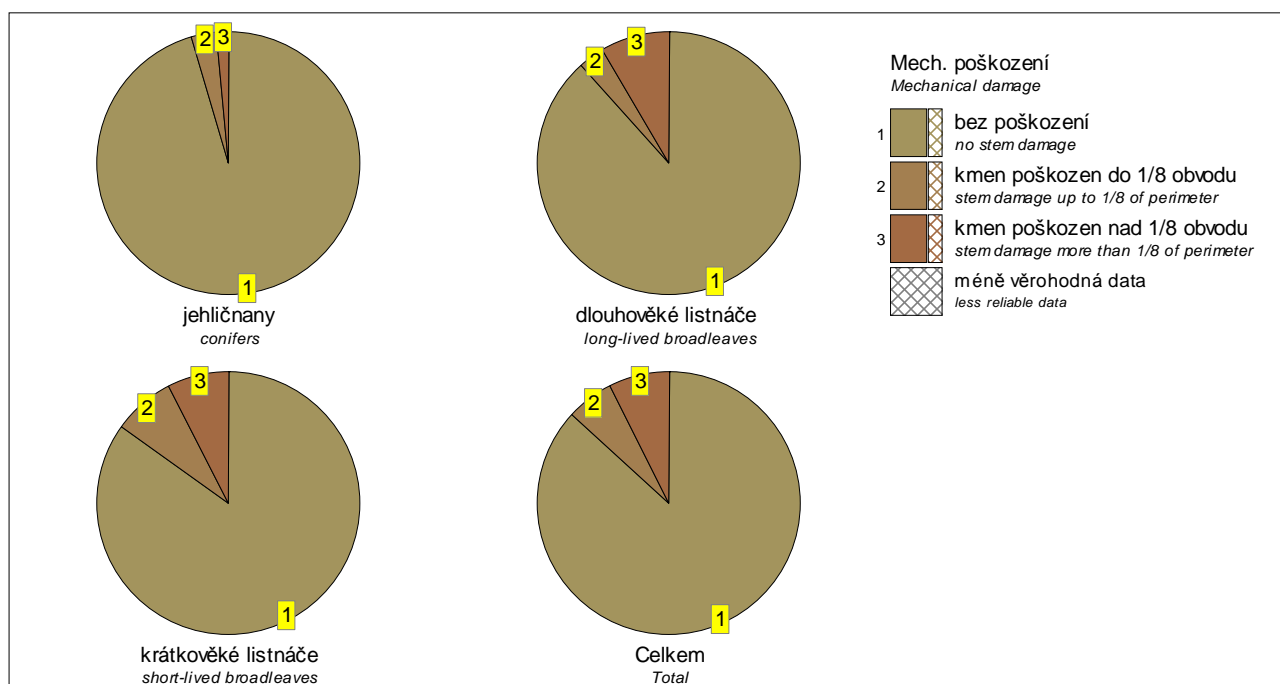 2
3
1
jehličnany
conifers
2
3
1
dlouhověké listnáče
long-lived broadleaves
Mech. poškození
Mechanical damage
1
bez poškození
no stem damage
2
kmen poškozen do 1/8 obvodu
stem damage up to 1/8 of perimeter
3
kmen poškozen nad 1/8 obvodu
stem damage more than 1/8 of perimeter
méně věrohodná data
less reliable data
2
3
1
krátkověké listnáče
short-lived broadleaves
2
3
1
Celkem
Total